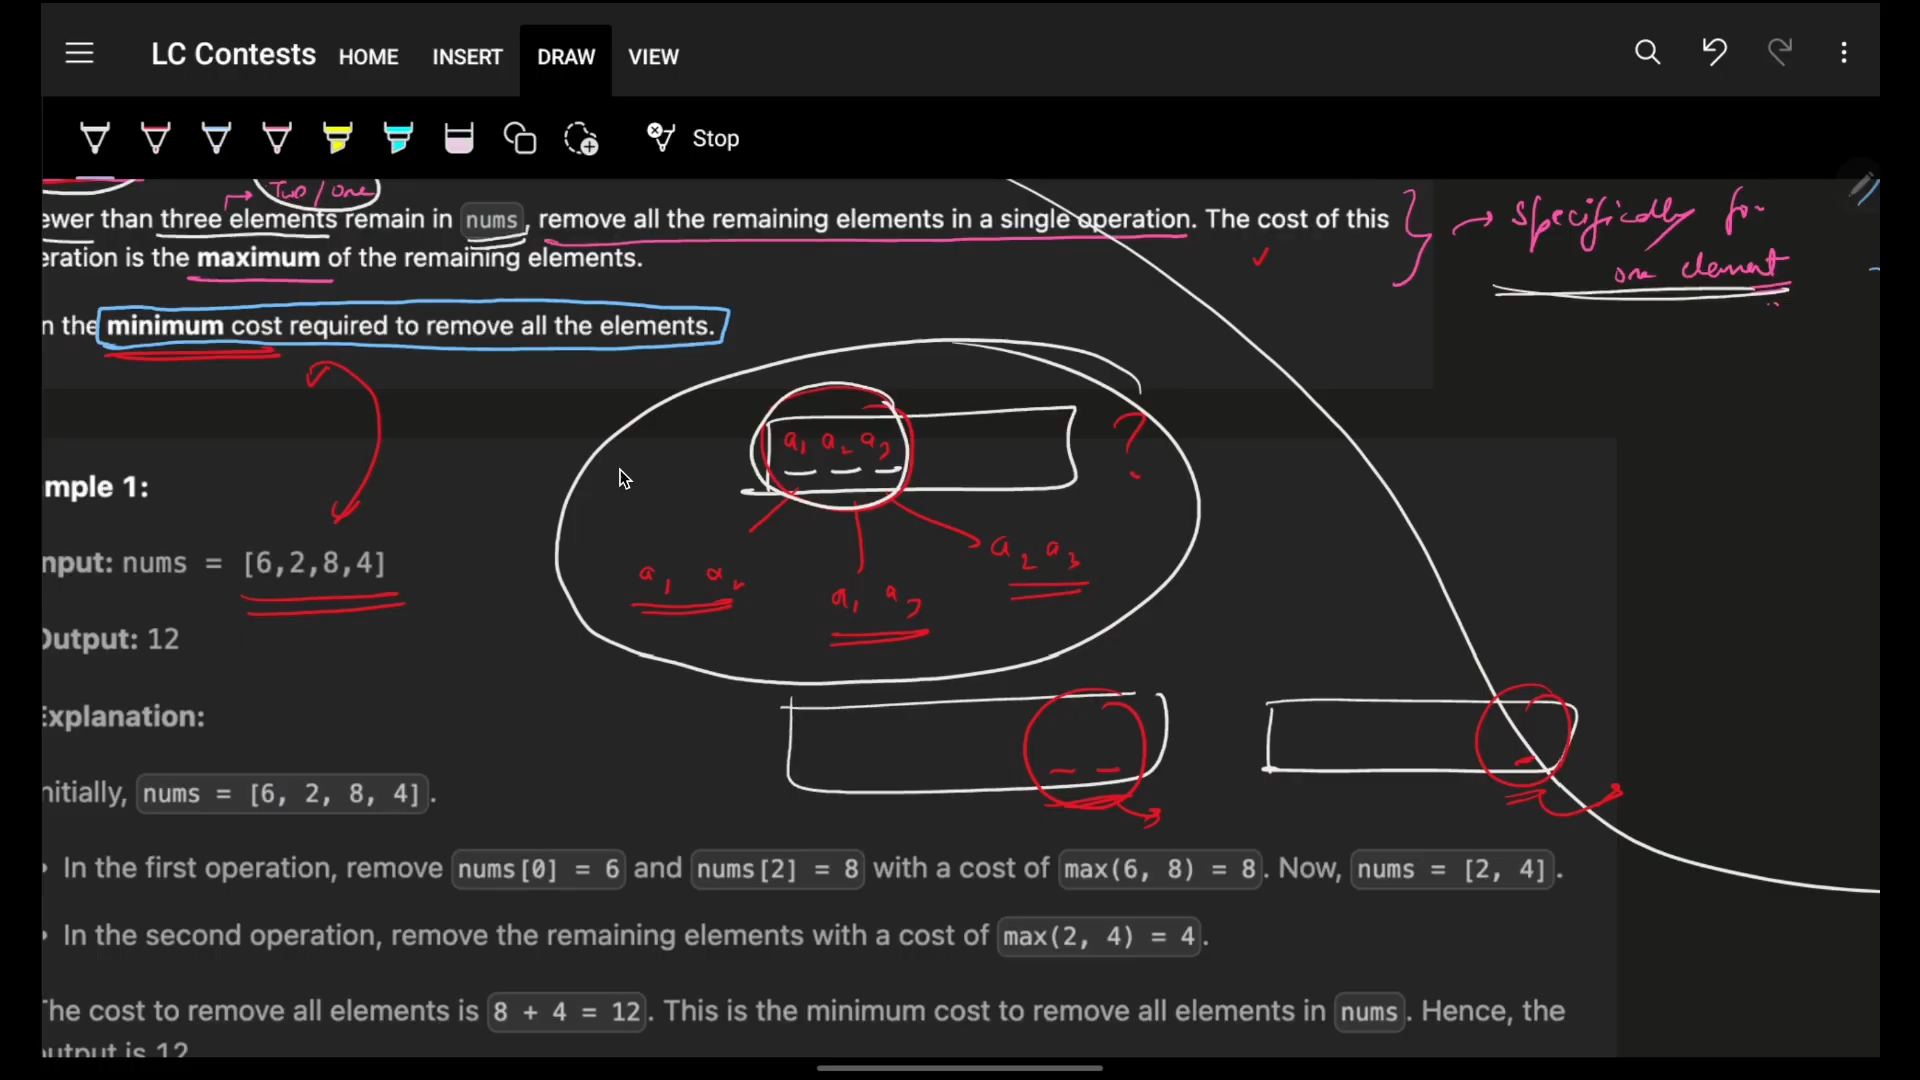 LC Contests HOME INSERT DRAW VIEW
Stop
Two / one
ewer than three elements remain in nums, remove all the remaining elements in a single operation. The cost of this
eration is the maximum of the remaining elements.
→ Specifically for
one element
n the minimum cost required to remove all the elements.
a1 a2 a3
?
mple 1:
a1 a2
a1 a3
a2 a3
nput: nums = [6,2,8,4]
Output: 12
Explanation:
nitially, nums = [6, 2, 8, 4].
• In the first operation, remove nums[0] = 6 and nums[2] = 8 with a cost of max(6, 8) = 8. Now, nums = [2, 4].
• In the second operation, remove the remaining elements with a cost of max(2, 4) = 4.
The cost to remove all elements is 8 + 4 = 12. This is the minimum cost to remove all elements in nums. Hence, the
utput is 12